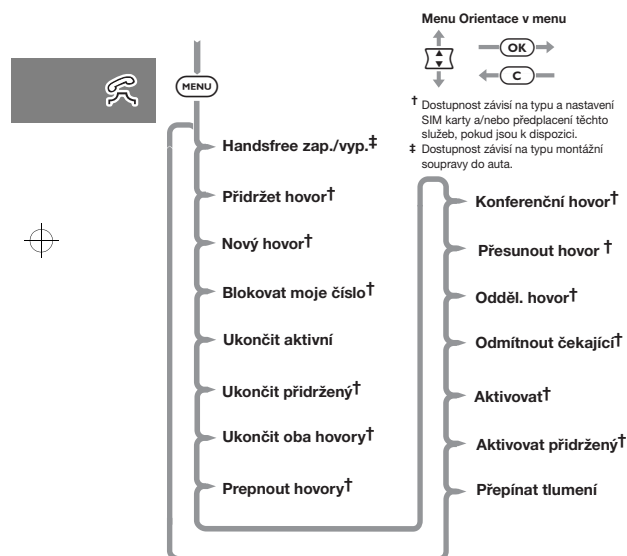 Menu Orientace v menu
OK
C
MENU
† Dostupnost závisí na typu a nastavení
SIM karty a/nebo předplacení těchto
služeb, pokud jsou k dispozici.
‡ Dostupnost závisí na typu montážní
soupravy do auta.
Handsfree zap./vyp.‡
Přidržet hovor†
Nový hovor†
Blokovat moje číslo†
Ukončit aktivní
Ukončit přidržený†
Ukončit oba hovory†
Prepnout hovory†
Konferenční hovor†
Přesunout hovor †
Odděl. hovor†
Odmítnout čekající†
Aktivovat†
Aktivovat přidržený†
Přepínat tlumení